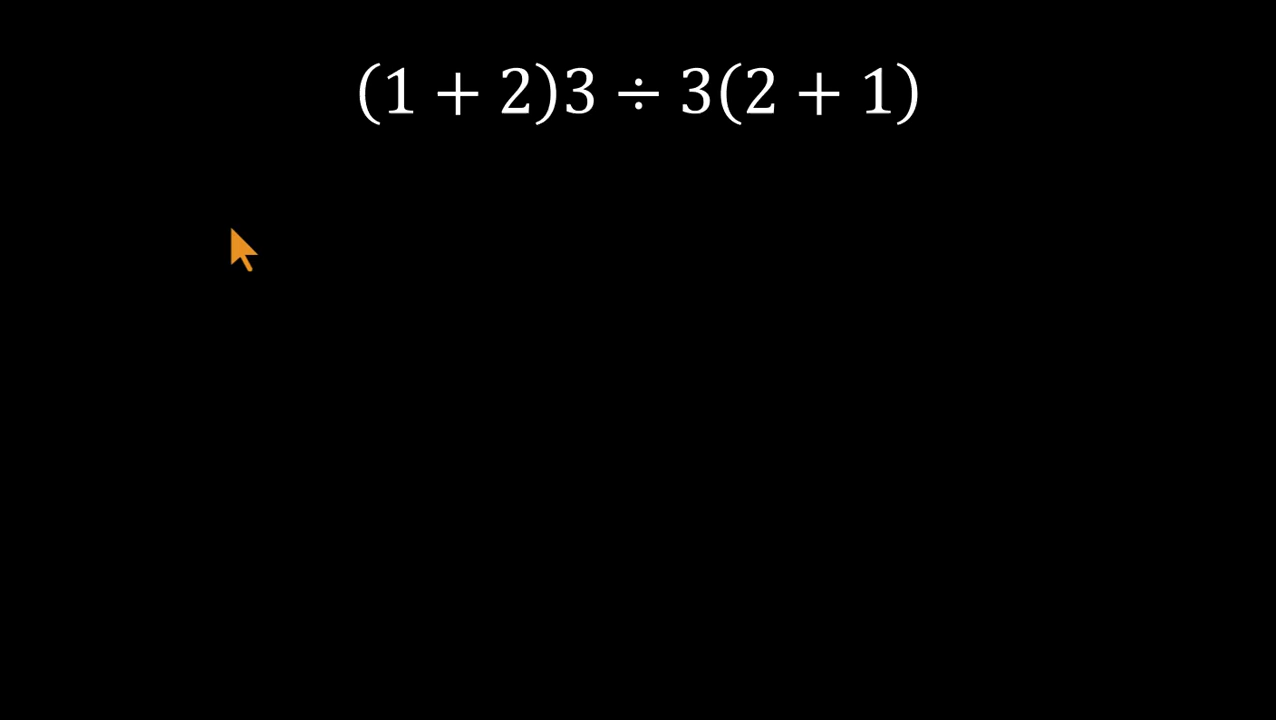 (1 + 2)3 ÷ 3(2 + 1)